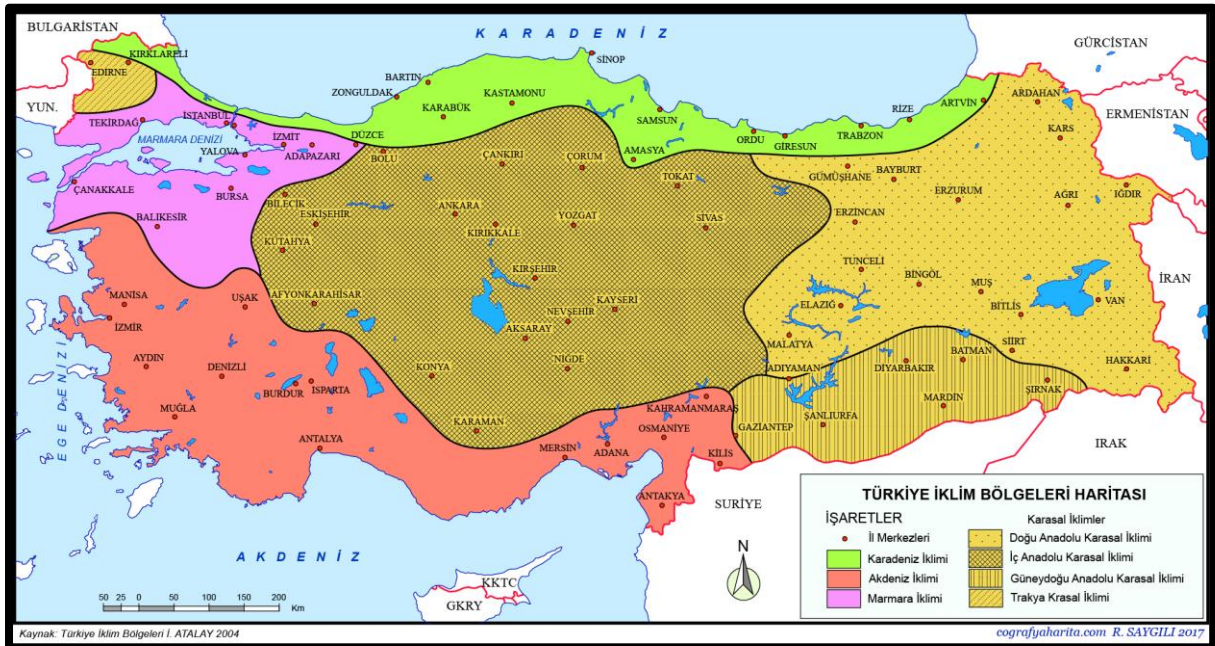 BULGARİSTAN
KARADENİZ
GÜRCİSTAN
SİNOP
KIRKLARELİ
EDİRNE
BARTIN
ZONGULDAK
KASTAMONU
KARABÜK
SAMSUN
ARTVİN
RİZE
ARDAHAN
ERMENİSTAN
YUN.
TEKİRDAĞ
İSTANBUL
MARMARA DENİZİ
İZMİT
DÜZCE
YALOVA
ADAPAZARI
BOLU
ORDU
GİRESUN
TRABZON
KARS
ÇANKIRI
ÇORUM
AMASYA
TOKAT
GÜMÜŞHANE
BAYBURT
ERZURUM
AĞRI
IĞDIR
ÇANAKKALE
BURSA
BİLECİK
BALIKESİR
ESKİŞEHİR
ANKARA
KIRIKKALE
YOZGAT
SİVAS
ERZİNCAN
KÜTAHYA
TUNCELİ
BİNGÖL
MUŞ
BİTLİS
VAN
İRAN
KIRŞEHİR
MANİSA
UŞAK
AFYONKARAHİSAR
NEVŞEHİR
KAYSERİ
ELAZIĞ
İZMİR
AKSARAY
MALATYA
SİİRT
EGE DENİZİ
AYDIN
DENİZLİ
BURDUR
ISPARTA
KONYA
NİĞDE
ADIYAMAN
DİYARBAKIR
BATMAN
HAKKARİ
ŞIRNAK
MUĞLA
KAHRAMANMARAŞ
MARDİN
ŞANLIURFA
GAZİANTEP
KARAMAN
ANTALYA
MERSİN
ADANA
OSMANİYE
KİLİS
IRAK
ANTAKYA
SURİYE
AKDENİZ
KKTC
GKRY
N
50 25 0 50 100 150 200
Km
TÜRKİYE İKLİM BÖLGELERİ HARİTASI
İŞARETLER
İl Merkezleri
Karadeniz İklimi
Akdeniz İklimi
Marmara İklimi
Karasal İklimler
Doğu Anadolu Karasal İklimi
İç Anadolu Karasal İklimi
Güneydoğu Anadolu Karasal İklimi
Trakya Krasal İklimi
Kaynak: Türkiye İklim Bölgeleri İ. ATALAY 2004
cografyaharita.com R. SAYGILI 2017